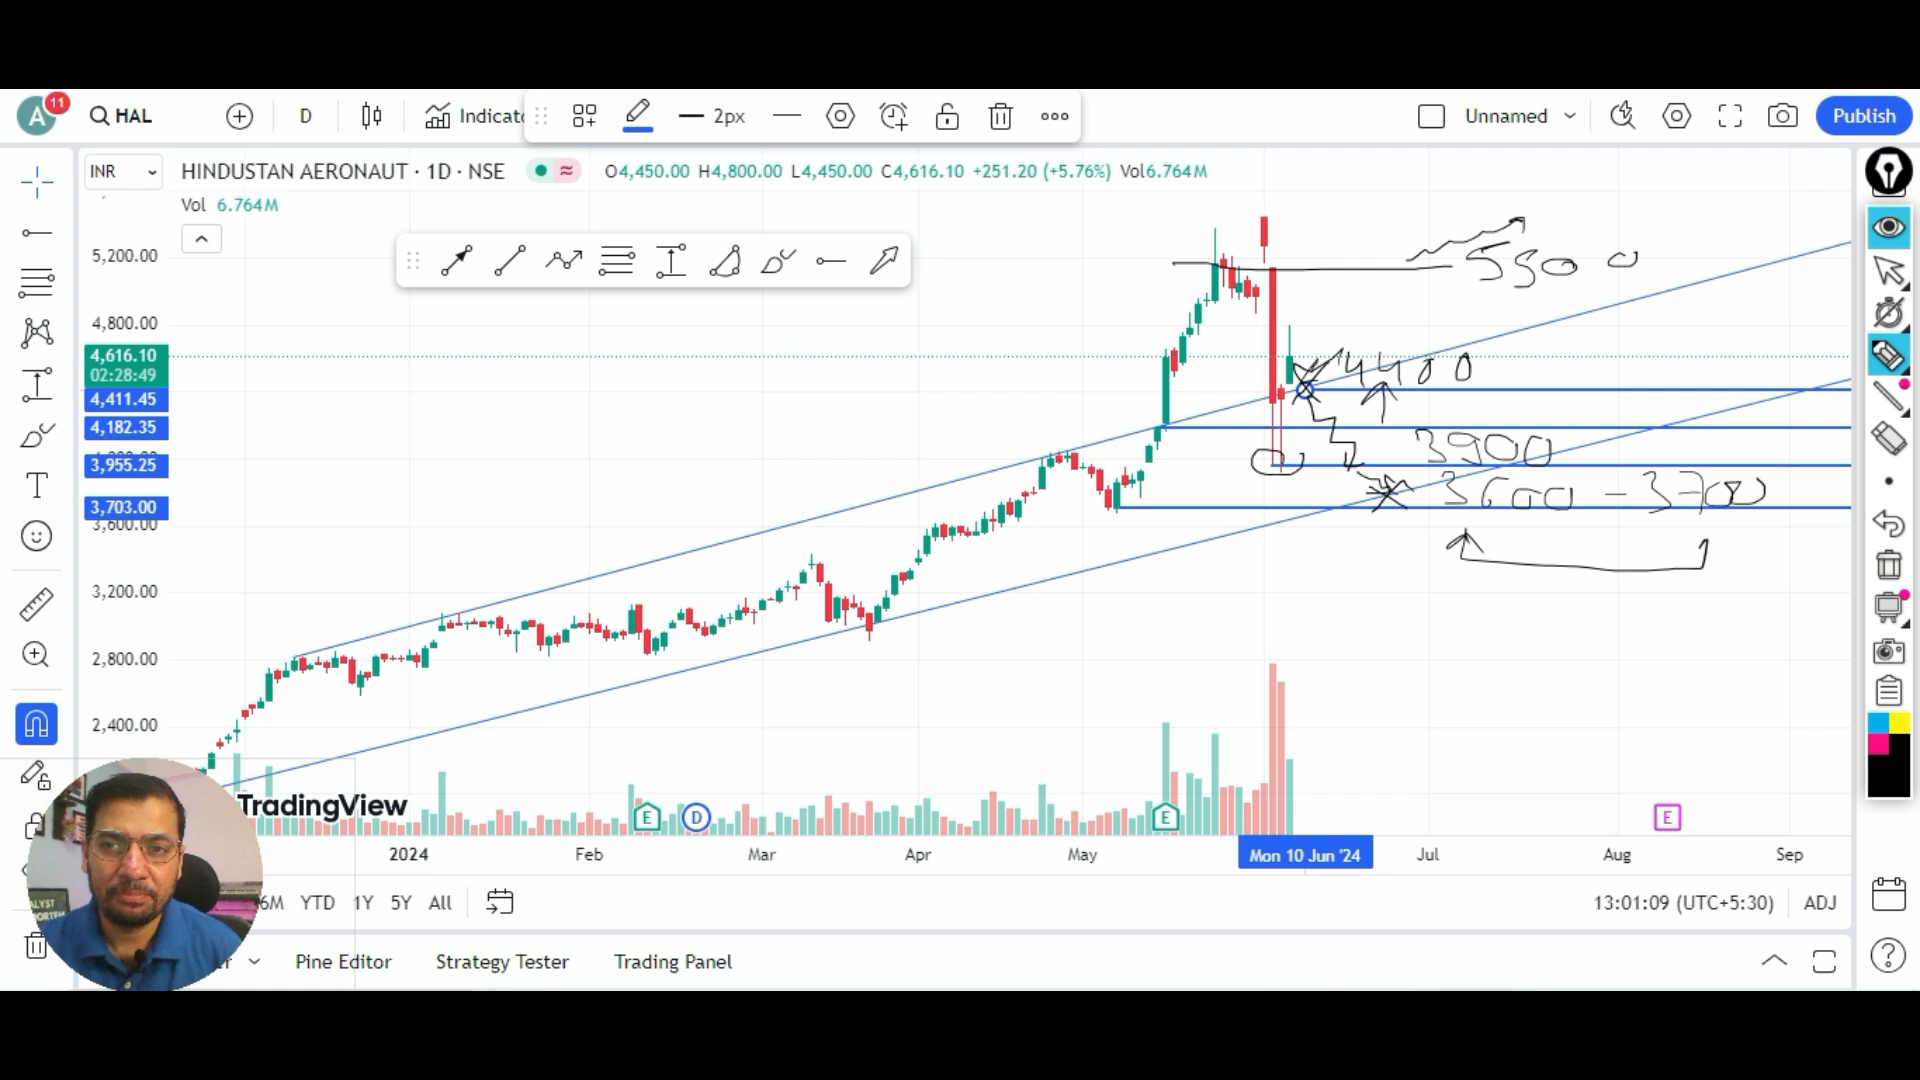 A 11 HAL D Indicato 2px Unnamed Publish
INR HINDUSTAN AERONAUT · 1D · NSE O4,450.00 H4,800.00 L4,450.00 C4,616.10 +251.20 (+5.76%) Vol6.764M
Vol 6.764M
5,200.00
5500
4,800.00
4,616.10
02:28:49
4400
4,411.45
4,182.35
3900
3,955.25
3600 - 3700
3,703.00
3,600.00
3,200.00
2,800.00
2,400.00
TradingView
E D E E
2024 Feb Mar Apr May Mon 10 Jun '24 Jul Aug Sep
6M YTD 1Y 5Y All 13:01:09 (UTC+5:30) ADJ
Pine Editor Strategy Tester Trading Panel